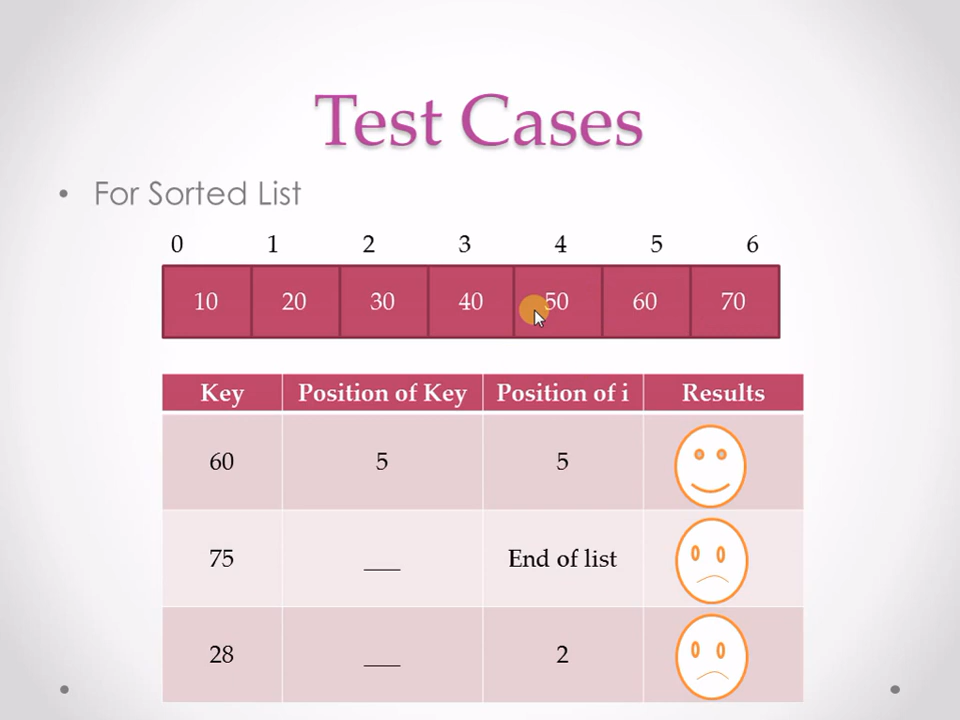 Test Cases
• For Sorted List
0 1 2 3 4 5 6
10 20 30 40 50 60 70
Key Position of Key Position of i Results
60 5 5
75 ___ End of list
28 ___ 2